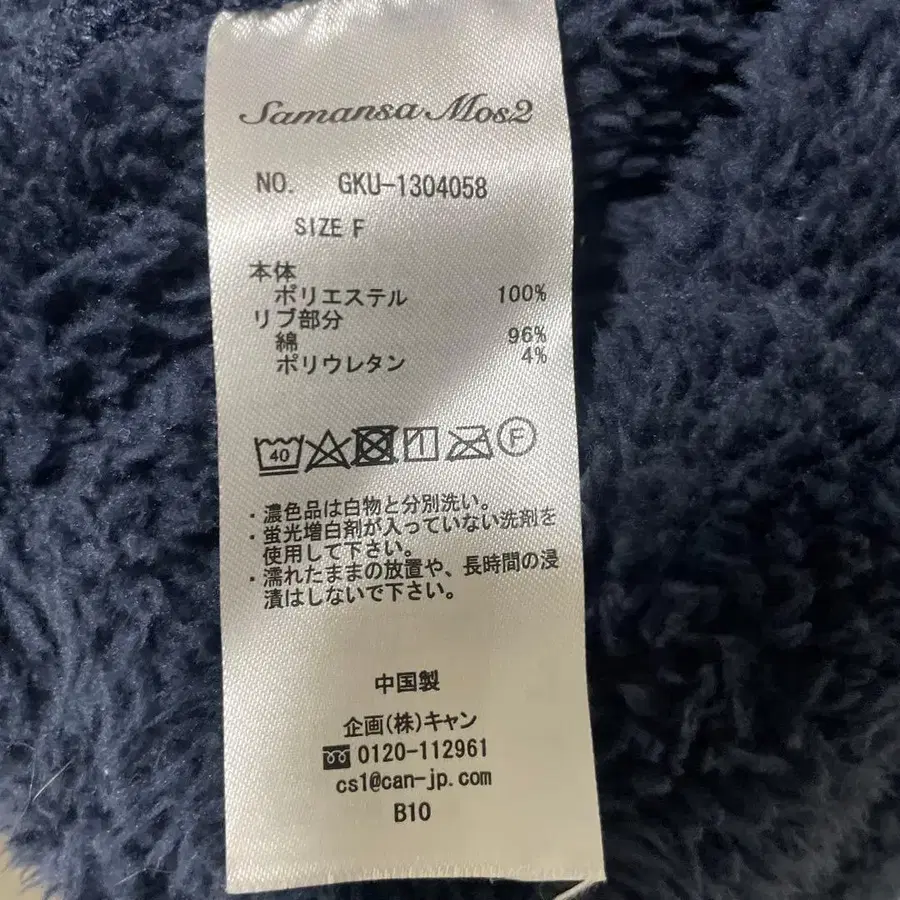 Samansa Mos2
NO. GKU-1304058
SIZE F
本体
ポリエステル 100%
リブ部分
綿 96%
ポリウレタン 4%
40
F
・濃色品は白物と分別洗い。
・蛍光増白剤が入っていない洗剤を
使用して下さい。
・濡れたままの放置や、長時間の浸
漬はしないで下さい。
中国製
企画(株)キャン
0120-112961
cs1@can-jp.com
B10